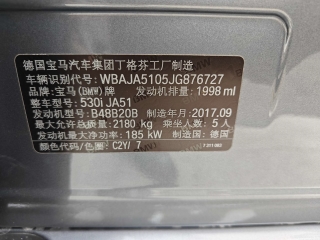 德国宝马汽车集团丁格芬工厂制造
车辆识别代号: WBAJA5105JG876727
品牌: 宝马(BMW)牌 发动机排量: 1998 ml
整车型号: 530i JA51
发动机型号: B48B20B 制造年月: 2017.09
最大允许总质量: 2180 kg 乘坐人数: 5 人
发动机最大净功率: 185 kW 制造国: 德国
颜色代码/色圈: C2Y/ 7